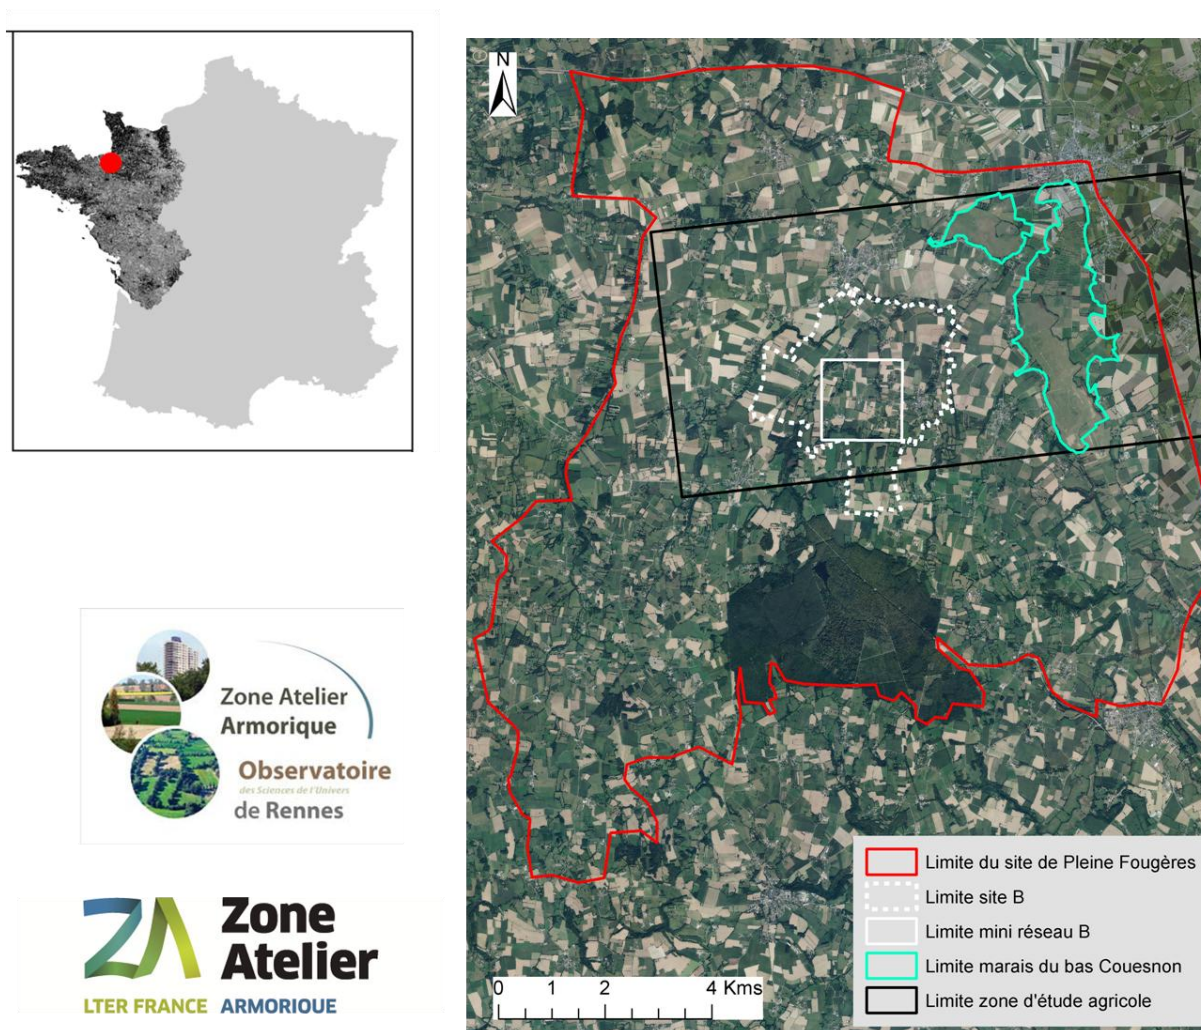 N
Zone Atelier
Armorique
Observatoire
des Sciences de l'Univers
de Rennes
ZA Zone
Atelier
LTER FRANCE ARMORIQUE
Limite du site de Pleine Fougères
Limite site B
Limite mini réseau B
Limite marais du bas Couesnon
Limite zone d'étude agricole
0 1 2 4 Kms